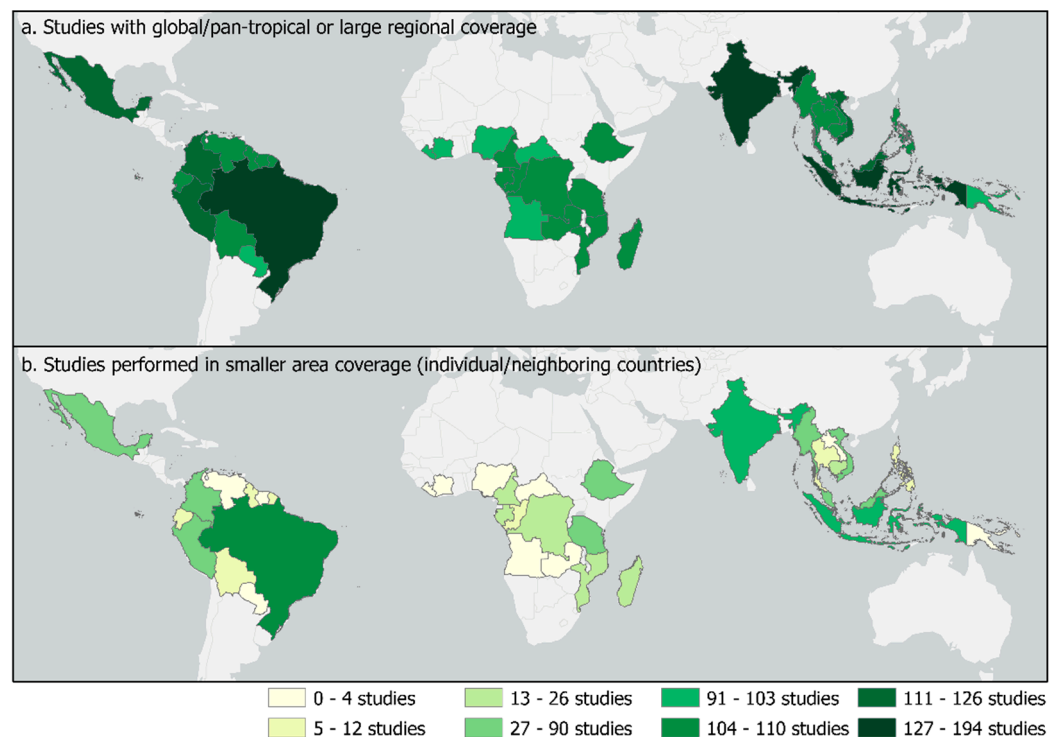 a. Studies with global/pan-tropical or large regional coverage
b. Studies performed in smaller area coverage (individual/neighboring countries)
0 - 4 studies
13 - 26 studies
91 - 103 studies
111 - 126 studies
5 - 12 studies
27 - 90 studies
104 - 110 studies
127 - 194 studies